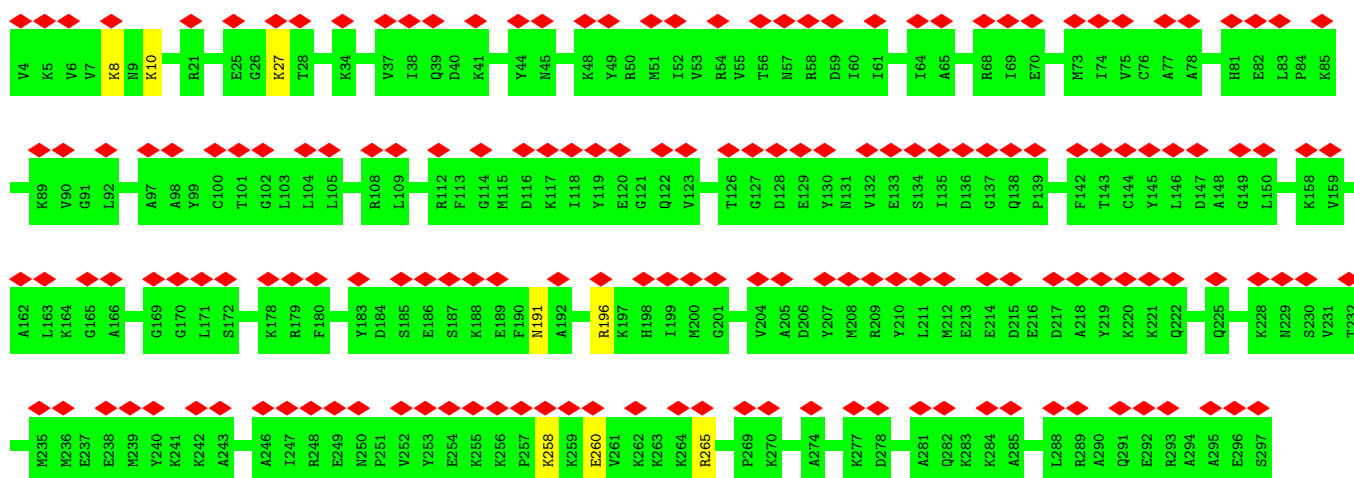 V4 K5 V6 V7 K8 N9 K10 R21 E25 G26 K27 T28 K34 V37 I38 Q39 D40 K41 Y44 N45 K48 Y49 R50 M51 I52 V53 R54 V55 T56 N57 R58 D59 I60 I61 I64 A65 R68 I69 E70 M73 I74 V75 C76 A77 A78 H81 E82 L83 P84 K85
K89 V90 G91 L92 A97 A98 Y99 C100 T101 G102 L103 L104 L105 R108 L109 R112 F113 G114 M115 D116 K117 I118 Y119 E120 G121 Q122 V123 T126 G127 D128 E129 Y130 N131 V132 E133 S134 I135 D136 G137 Q138 P139 F142 T143 C144 Y145 L146 D147 A148 G149 L150 K158 V159
A162 L163 K164 G165 A166 G169 G170 L171 S172 K178 R179 F180 Y183 D184 S185 E186 S187 K188 E189 F190 N191 A192 R196 K197 H198 I199 M200 G201 V204 A205 D206 Y207 M208 R209 Y210 L211 M212 E213 E214 D215 E216 D217 A218 Y219 K220 K221 Q222 Q225 K228 N229 S230 V231 T232
M235 M236 E237 E238 M239 Y240 K241 K242 A243 A246 I247 R248 E249 N250 P251 V252 Y253 E254 K255 K256 P257 K258 K259 E260 V261 K262 K263 K264 R265 P269 K270 A274 K277 D278 A281 Q282 K283 K284 A285 L288 R289 A290 Q291 E292 R293 A294 A295 E296 S297